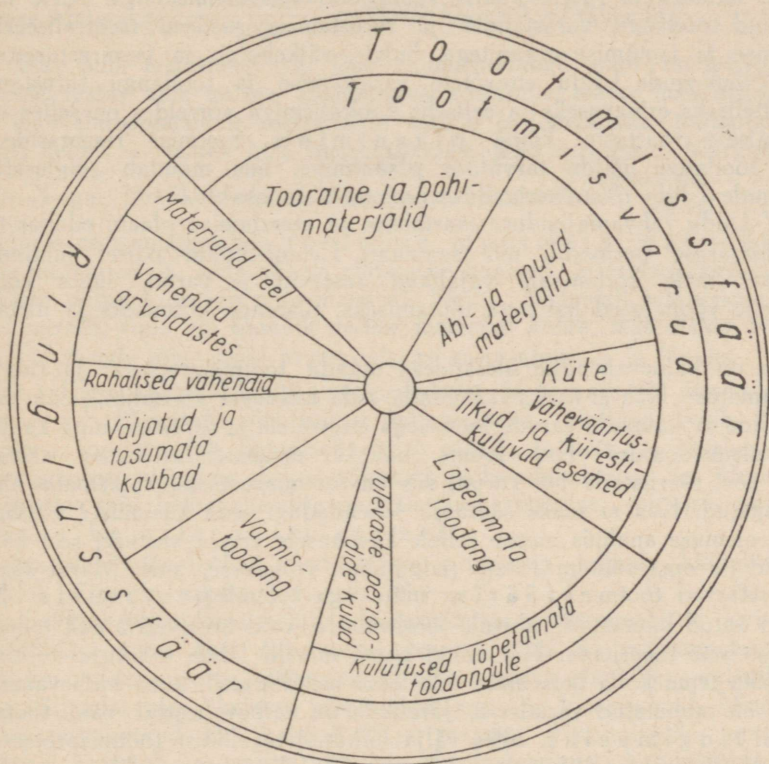 Tootmissfäär
Tootmisvarud
Tooraine ja põhi-
materjalid
Abi- ja muud
materjalid
Küte
Väheväärtus-
likud ja kiiresti-
kuluvad esemed
Lõpetamata
toodang
Tulevaste perioo-
dide kulud
Kulutused lõpetamata
toodangule
Ringlussfäär
Valmis-
toodang
Väljatud ja
tasumata
kaubad
Rahalised vahendid
Vahendid
arveldustes
Materjalid teel